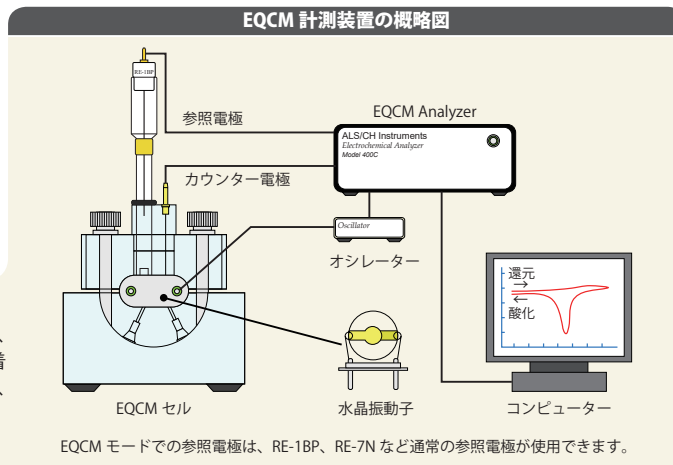 EQCM 計測装置の概略図
RE-1BP
参照電極
EQCM Analyzer
ALS/CH Instruments
Electrochemical Analyzer
Model 400C
カウンター電極
Oscillator
オシレーター
還元
→
←
酸化
、
着
、
EQCM セル
水晶振動子
コンピューター
EQCM モードでの参照電極は、RE-1BP、RE-7N など通常の参照電極が使用できます。